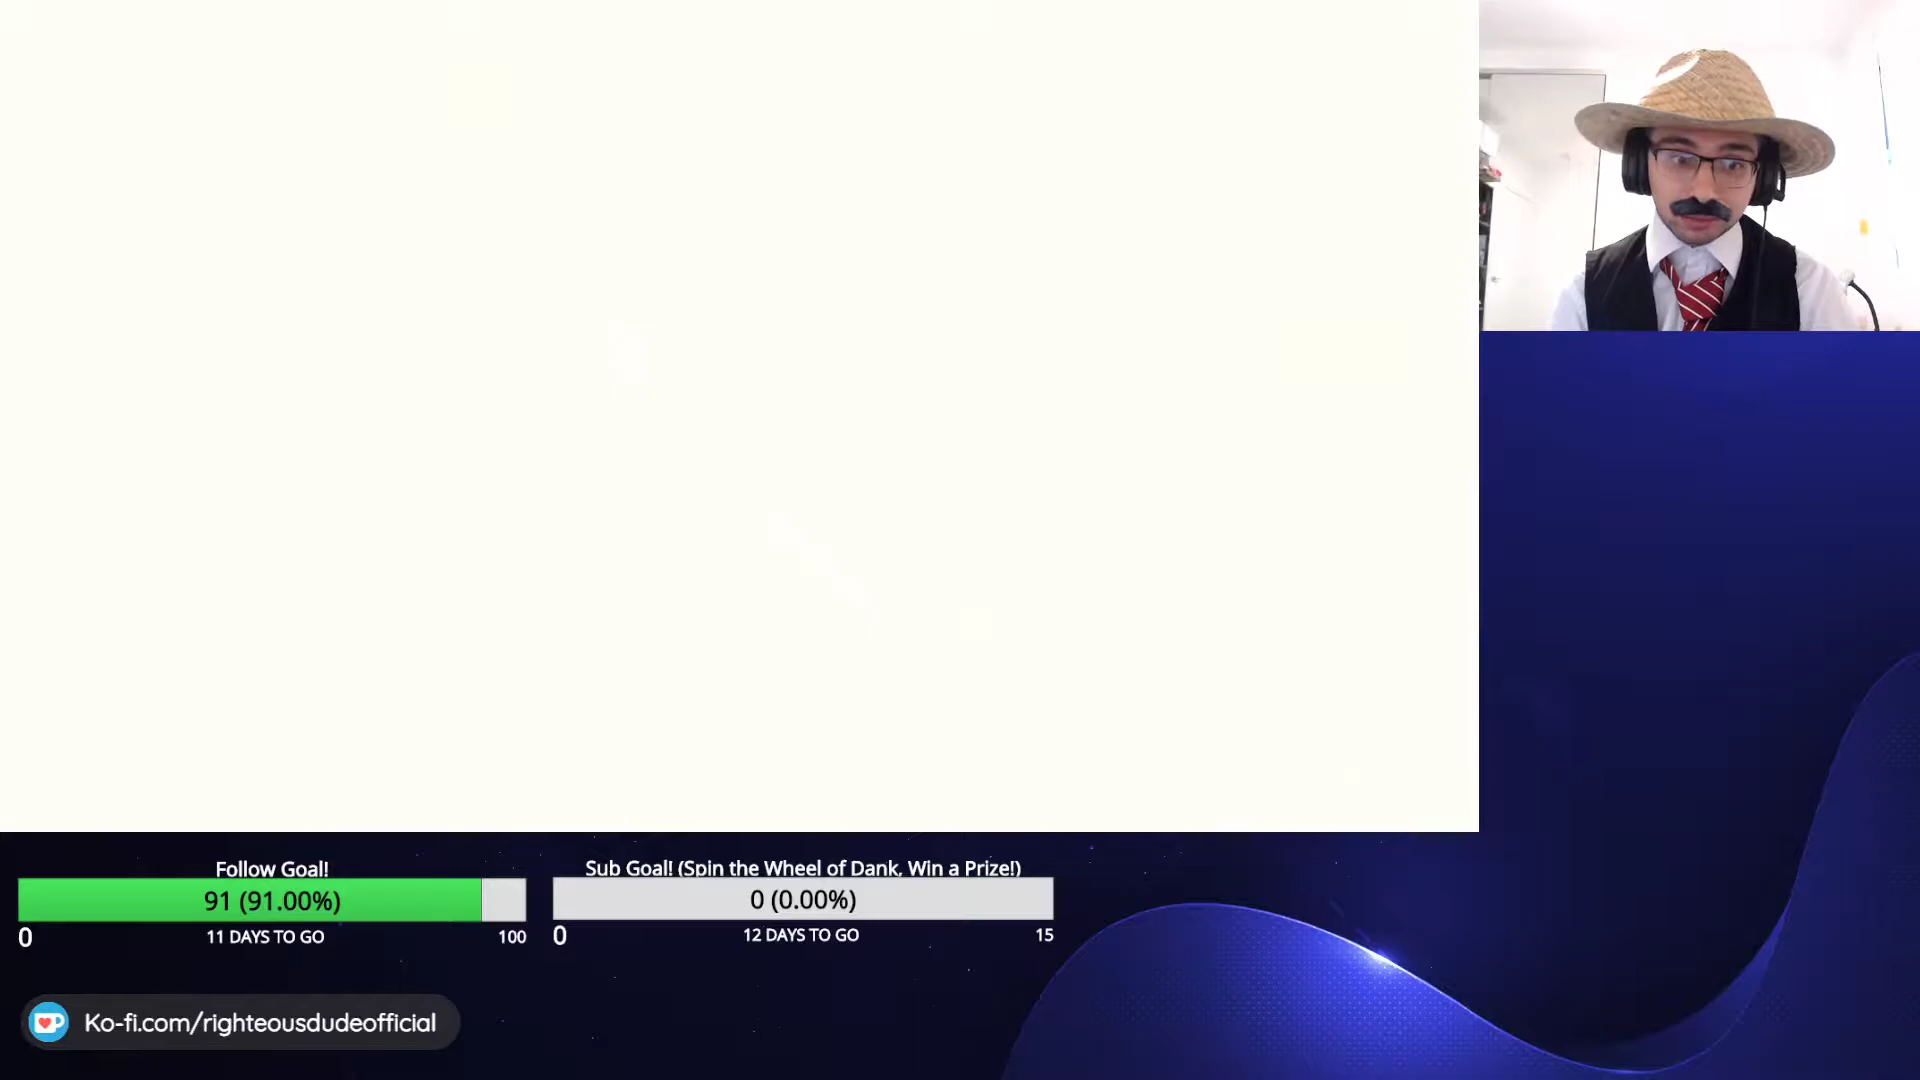 Follow Goal!
91 (91.00%)
0 11 DAYS TO GO 100
Sub Goal! (Spin the Wheel of Dank, Win a Prize!)
0 (0.00%)
0 12 DAYS TO GO 15
Ko-fi.com/righteousdudeofficial